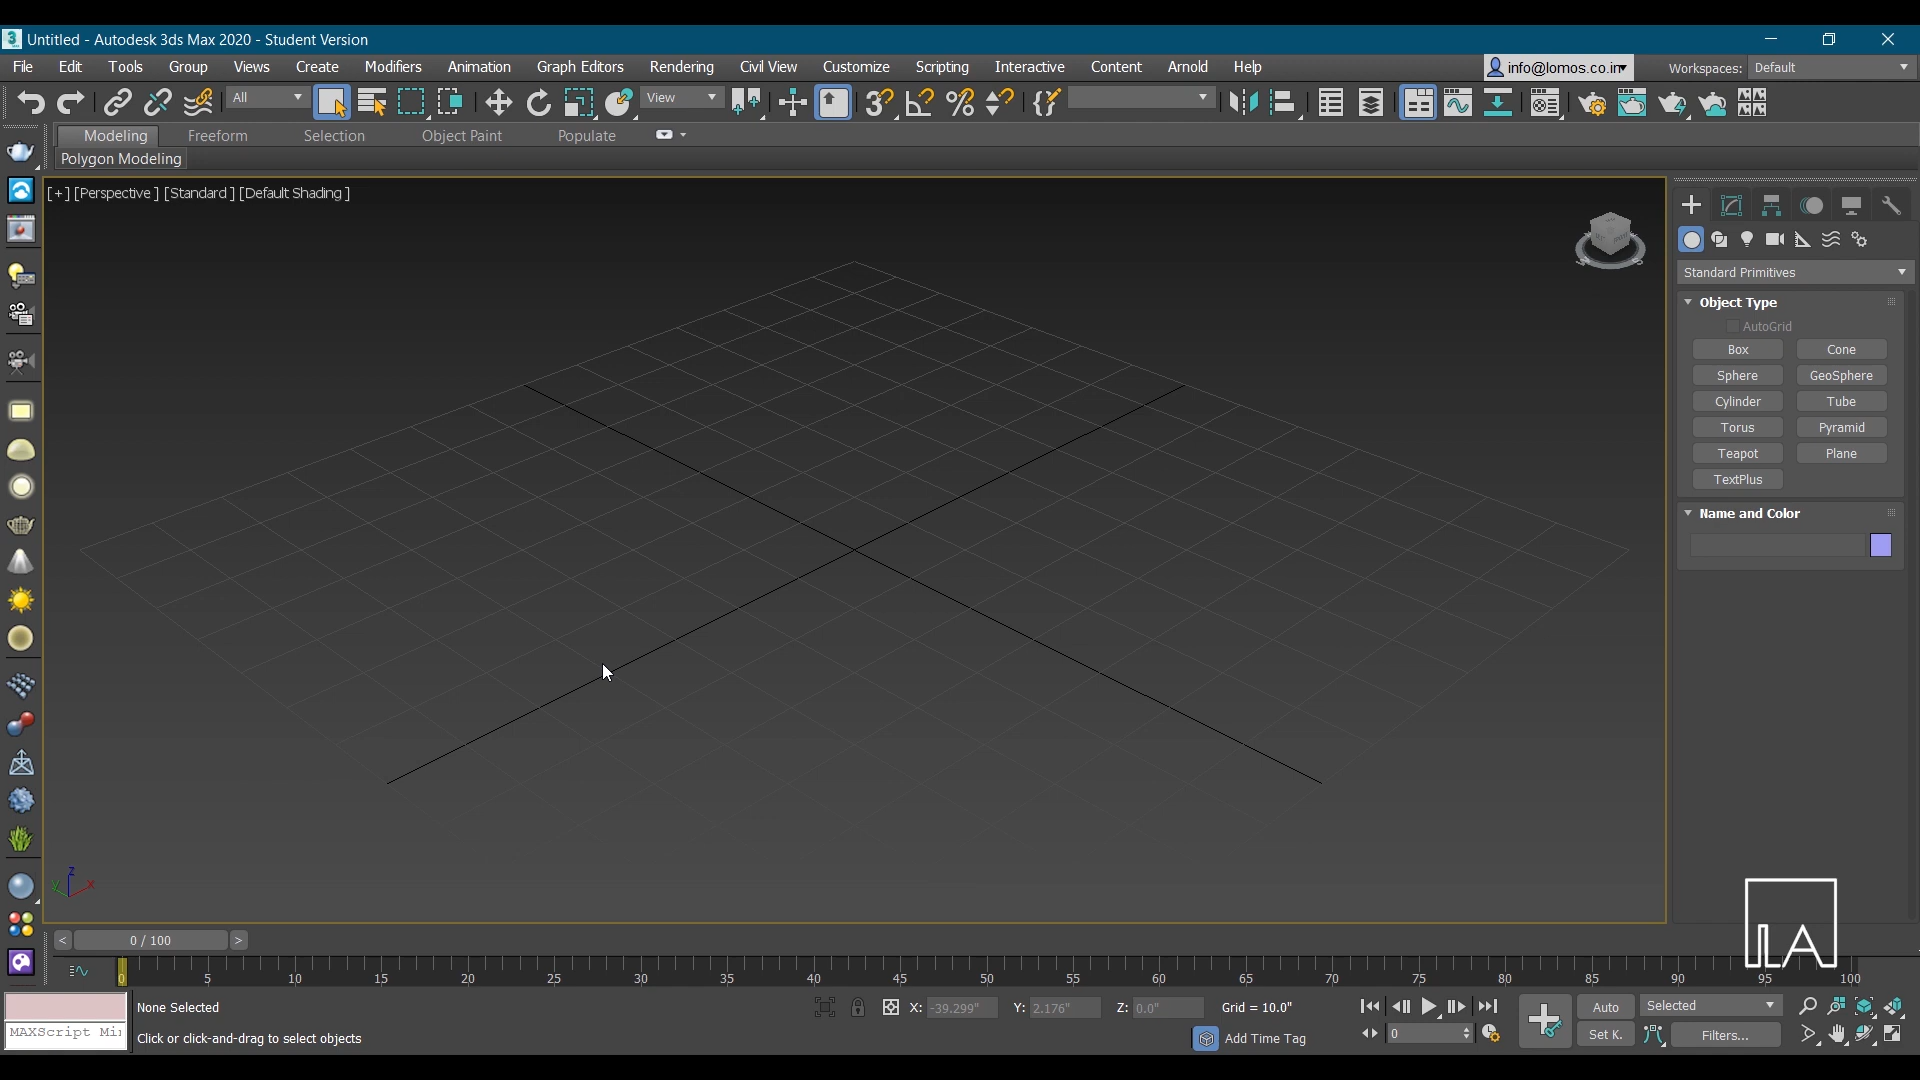 Untitled - Autodesk 3ds Max 2020 - Student Version
File Edit Tools Group Views Create Modifiers Animation Graph Editors Rendering Civil View Customize Scripting Interactive Content Arnold Help info@lomos.co.in Workspaces: Default
All View
Modeling Freeform Selection Object Paint Populate
Polygon Modeling
[+] [Perspective ] [Standard ] [Default Shading ]
Standard Primitives
Object Type
AutoGrid
Box Cone
Sphere GeoSphere
Cylinder Tube
Torus Pyramid
Teapot Plane
TextPlus
Name and Color
z
y x
< 0 / 100 >
0 5 10 15 20 25 30 35 40 45 50 55 60 65 70 75 80 85 90 95 100
None Selected X: -39.299" Y: 2.176" Z: 0.0" Grid = 10.0" Auto Selected
MAXScript Mi Click or click-and-drag to select objects Add Time Tag 0 Set K. Filters...